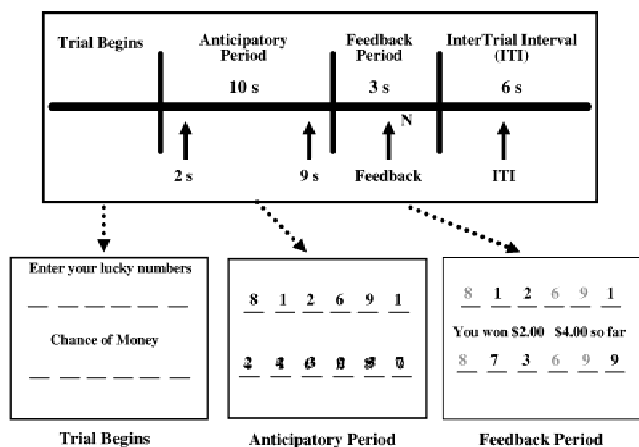 Trial Begins
Anticipatory Period
Feedback Period
InterTrial Interval (ITI)
10 s
3 s
6 s
N
2 s
9 s
Feedback
ITI
Enter your lucky numbers
Chance of Money
8 1 2 6 9 1
8 1 2 6 9 1
You won $2.00 $4.00 so far
8 7 3 6 9 9
Trial Begins
Anticipatory Period
Feedback Period